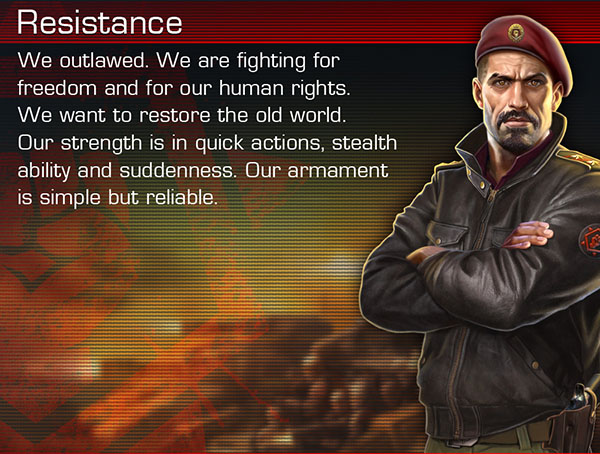 Resistance
We outlawed. We are fighting for
freedom and for our human rights.
We want to restore the old world.
Our strength is in quick actions, stealth
ability and suddenness. Our armament
is simple but reliable.